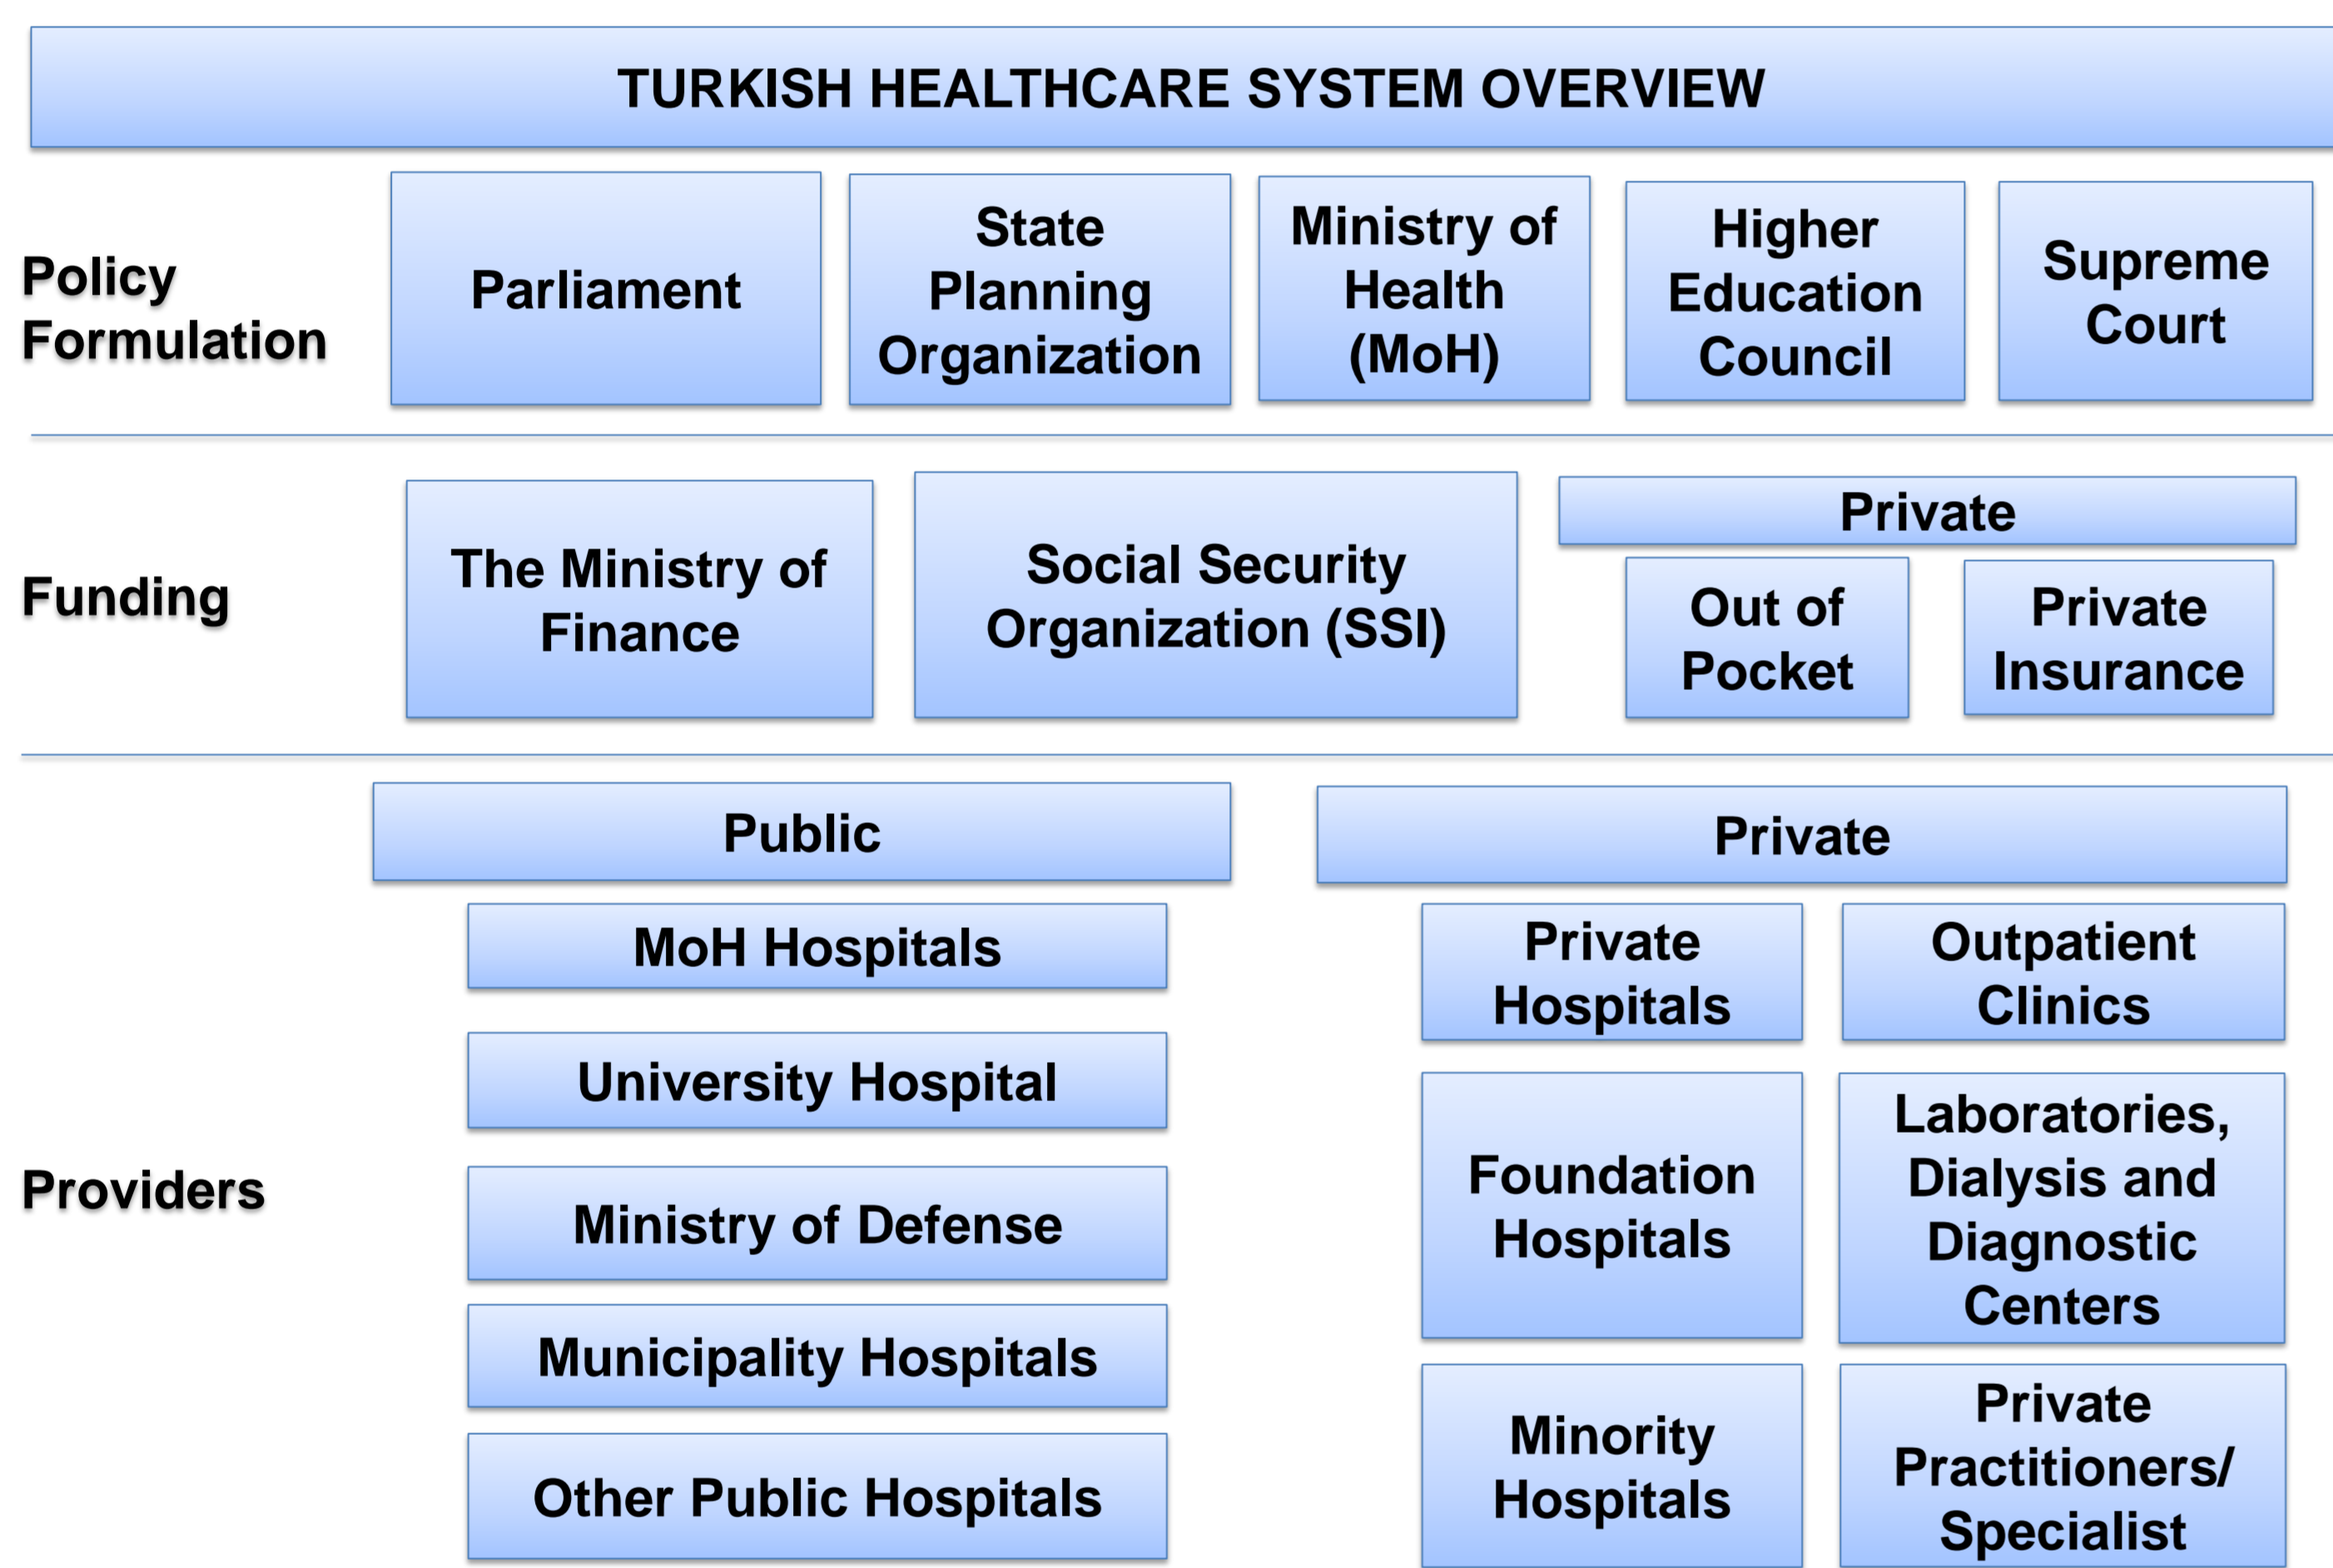 TURKISH HEALTHCARE SYSTEM OVERVIEW
Policy
Formulation
Parliament
State
Planning
Organization
Ministry of
Health
(MoH)
Higher
Education
Council
Supreme
Court
Funding
The Ministry of
Finance
Social Security
Organization (SSI)
Private
Out of
Pocket
Private
Insurance
Providers
Public
MoH Hospitals
University Hospital
Ministry of Defense
Municipality Hospitals
Other Public Hospitals
Private
Private
Hospitals
Outpatient
Clinics
Foundation
Hospitals
Laboratories,
Dialysis and
Diagnostic
Centers
Minority
Hospitals
Private
Practitioners/
Specialist